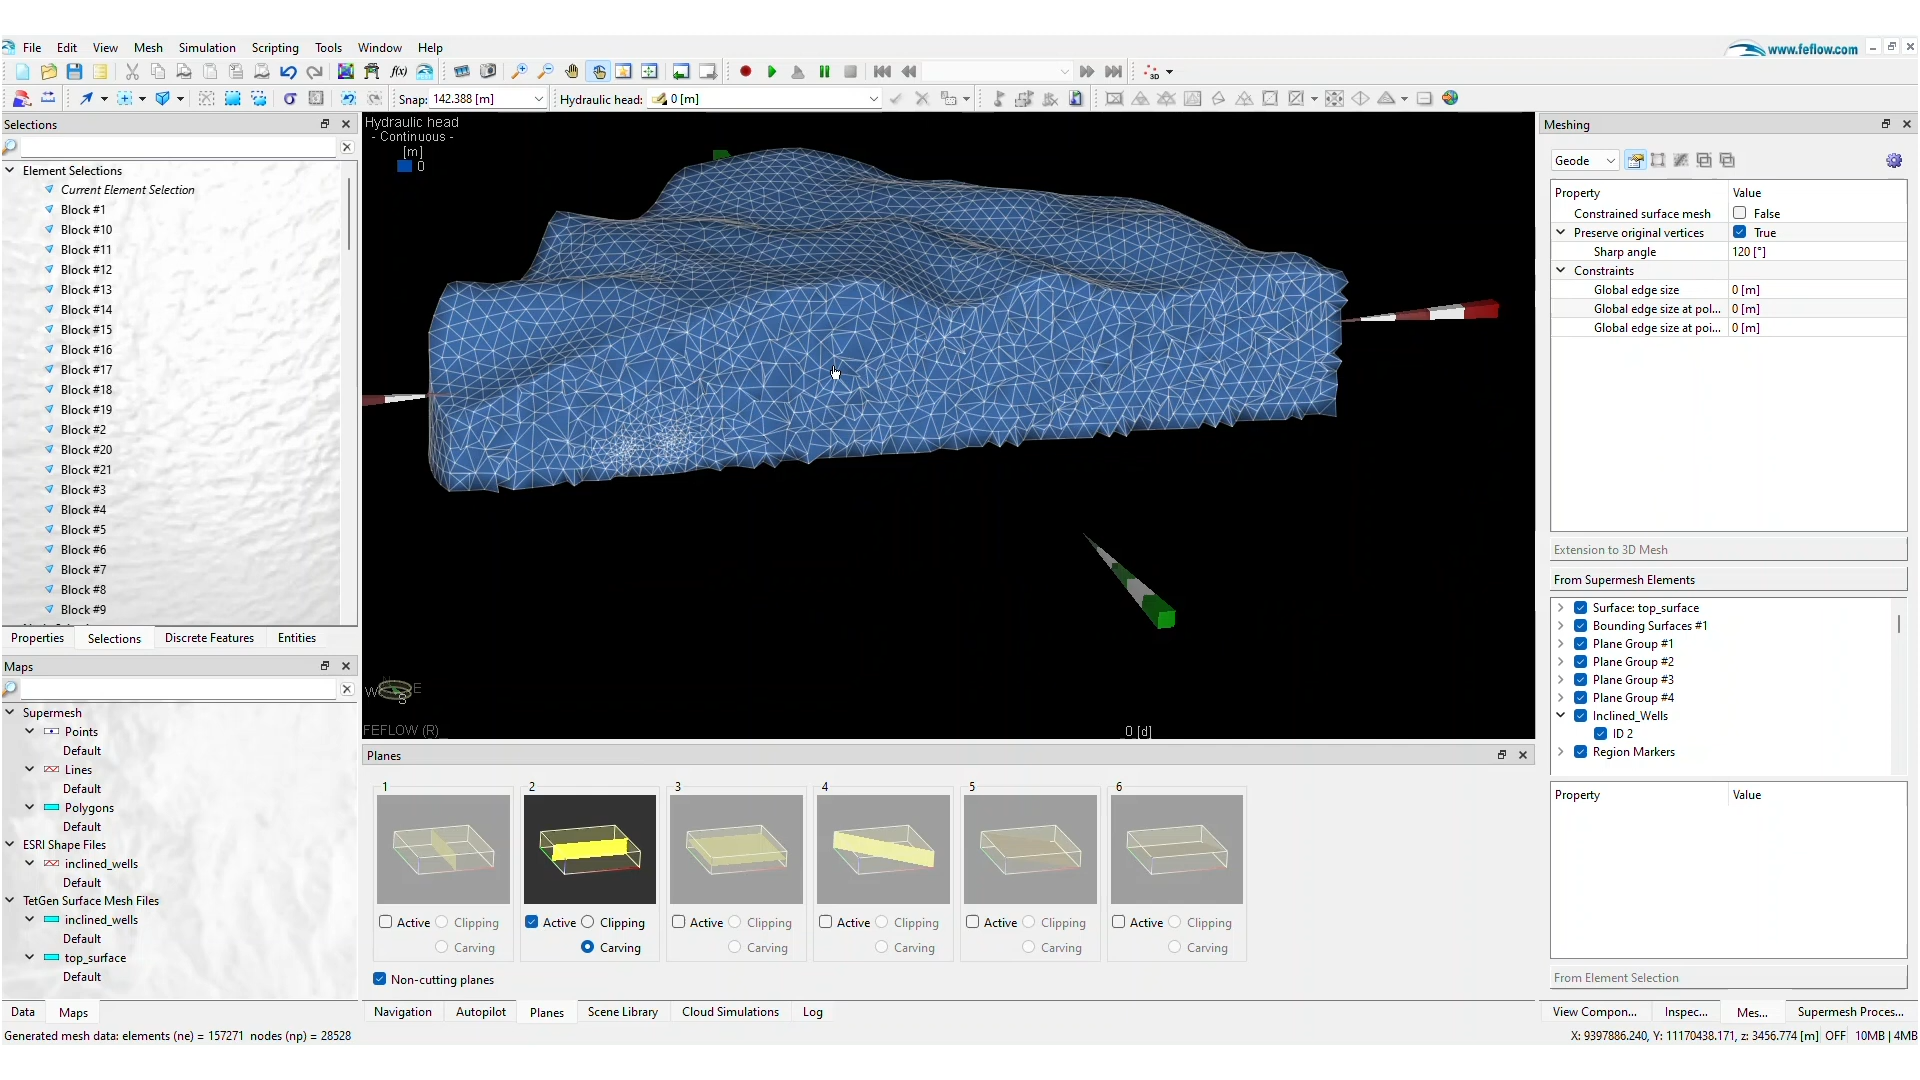 File Edit View Mesh Simulation Scripting Tools Window Help
www.feflow.com
f(x)
3D
Snap: 142.388 [m] Hydraulic head: 0 [m]
Selections
Element Selections
Current Element Selection
Block #1
Block #10
Block #11
Block #12
Block #13
Block #14
Block #15
Block #16
Block #17
Block #18
Block #19
Block #2
Block #20
Block #21
Block #3
Block #4
Block #5
Block #6
Block #7
Block #8
Block #9
Properties Selections Discrete Features Entities
Maps
Supermesh
Points
Default
Lines
Default
Polygons
Default
ESRI Shape Files
inclined_wells
Default
TetGen Surface Mesh Files
inclined_wells
Default
top_surface
Default
Data Maps
Hydraulic head
- Continuous -
[m]
0
W S E
FEFLOW (R)
0 [d]
Planes
1 2 3 4 5 6
Active Clipping Active Clipping Active Clipping Active Clipping Active Clipping Active Clipping
Carving Carving Carving Carving Carving Carving
Non-cutting planes
Navigation Autopilot Planes Scene Library Cloud Simulations Log
Meshing
Geode
Property Value
Constrained surface mesh False
Preserve original vertices True
Sharp angle 120 [°]
Constraints
Global edge size 0 [m]
Global edge size at pol... 0 [m]
Global edge size at poi... 0 [m]
Extension to 3D Mesh
From Supermesh Elements
Surface: top_surface
Bounding Surfaces #1
Plane Group #1
Plane Group #2
Plane Group #3
Plane Group #4
Inclined_Wells
ID 2
Region Markers
Property Value
From Element Selection
View Compon... Inspec... Mes... Supermesh Proces...
Generated mesh data: elements (ne) = 157271 nodes (np) = 28528
X: 9397886.240, Y: 11170438.171, z: 3456.774 [m] OFF 10MB | 4MB